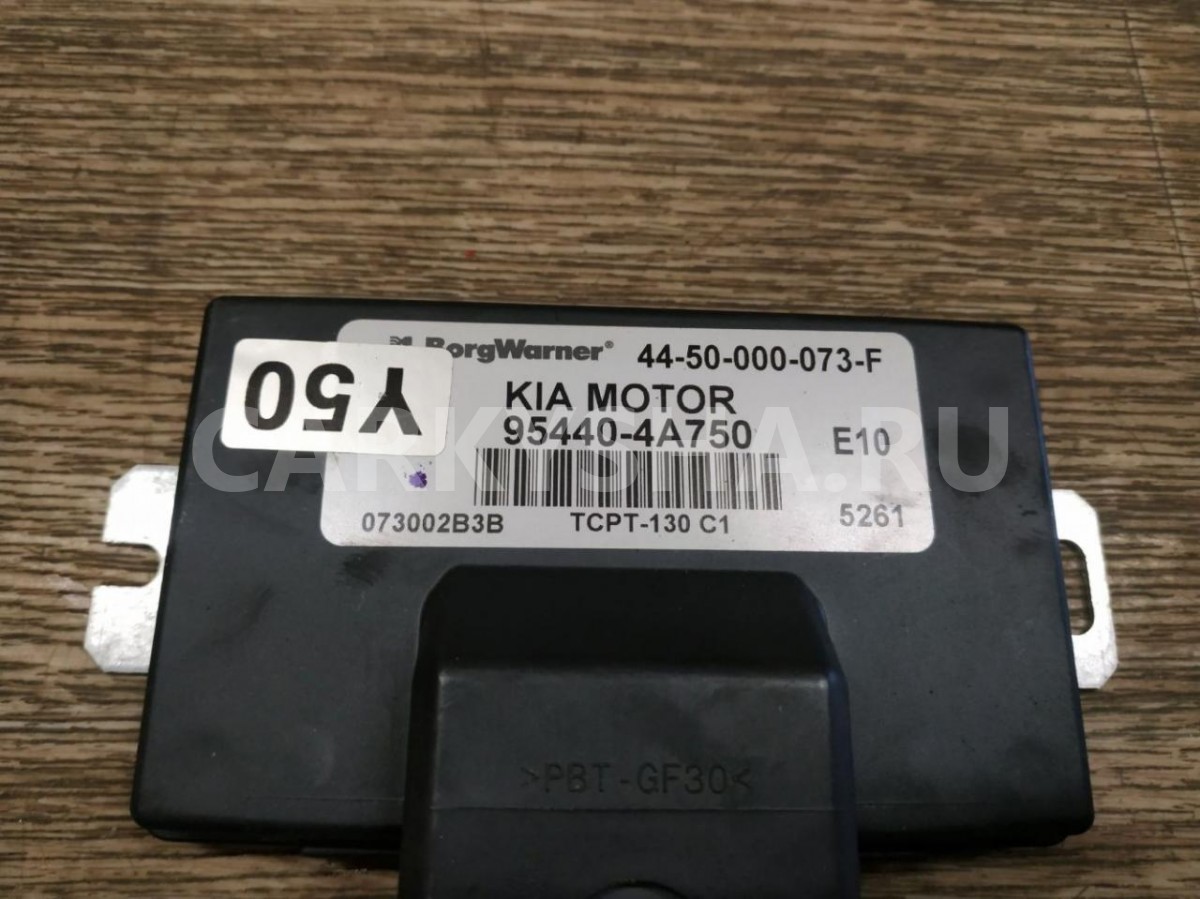 BorgWarner® 44-50-000-073-F
Y50
KIA MOTOR
95440-4A750 E10
CARKYSHA.RU
073002B3B TCPT-130 C1 5261
>PBT-GF30<